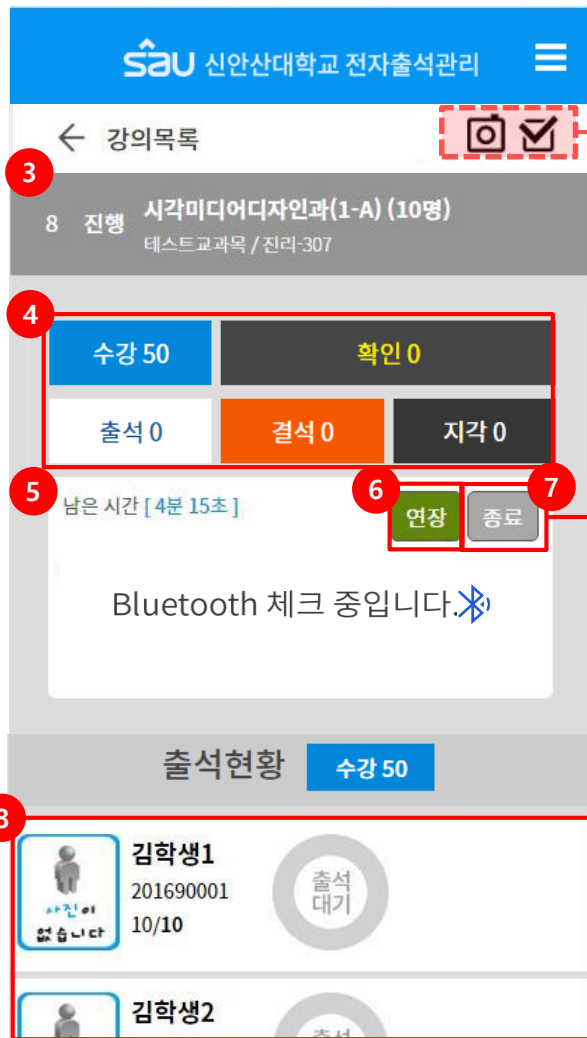 sâu 신안산대학교 전자출석관리
← 강의목록
3
8 진행 시각미디어디자인과(1-A) (10명)
테스트교과목 / 진리-307
4
수강 50 확인 0
출석 0 결석 0 지각 0
5 6 7
남은 시간 [ 4분 15초 ] 연장 종료
Bluetooth 체크 중입니다.
출석현황 수강 50
8
사진이
없습니다
김학생1
201690001
10/10
출석
대기
김학생2
출석